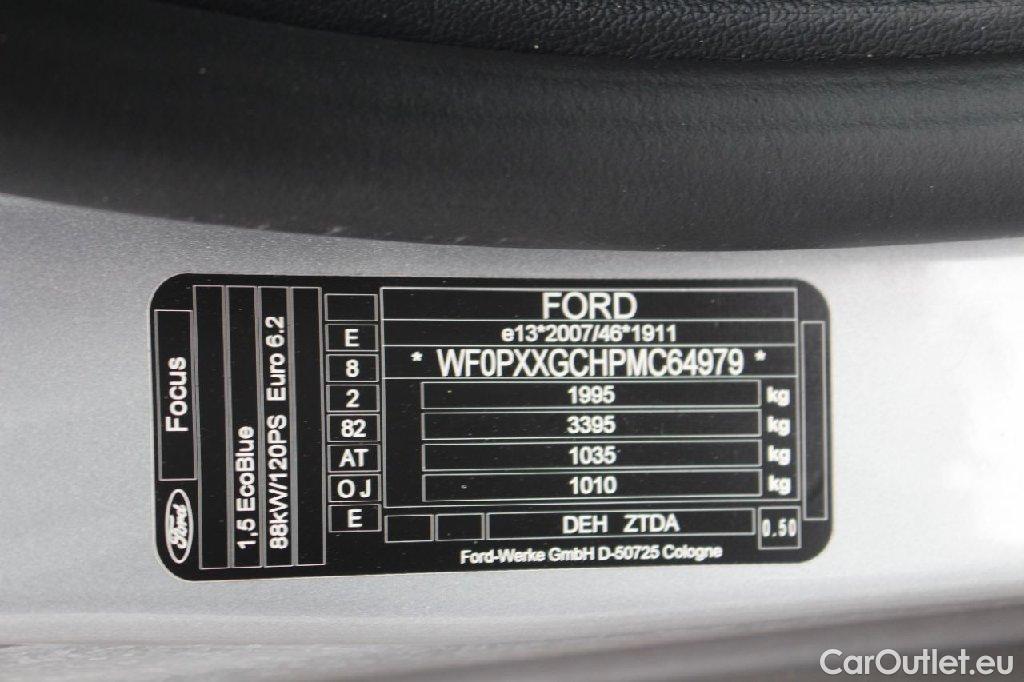 FORD
e13*2007/46*1911
* WF0PXXGCHPMC64979 *
1995 kg
3395 kg
1035 kg
1010 kg
DEH ZTDA 0.50
Ford-Werke GmbH D-50725 Cologne
E
8
2
82
AT
OJ
E
Focus
Ford
1,5 EcoBlue
88kW/120PS Euro 6.2
CarOutlet.eu